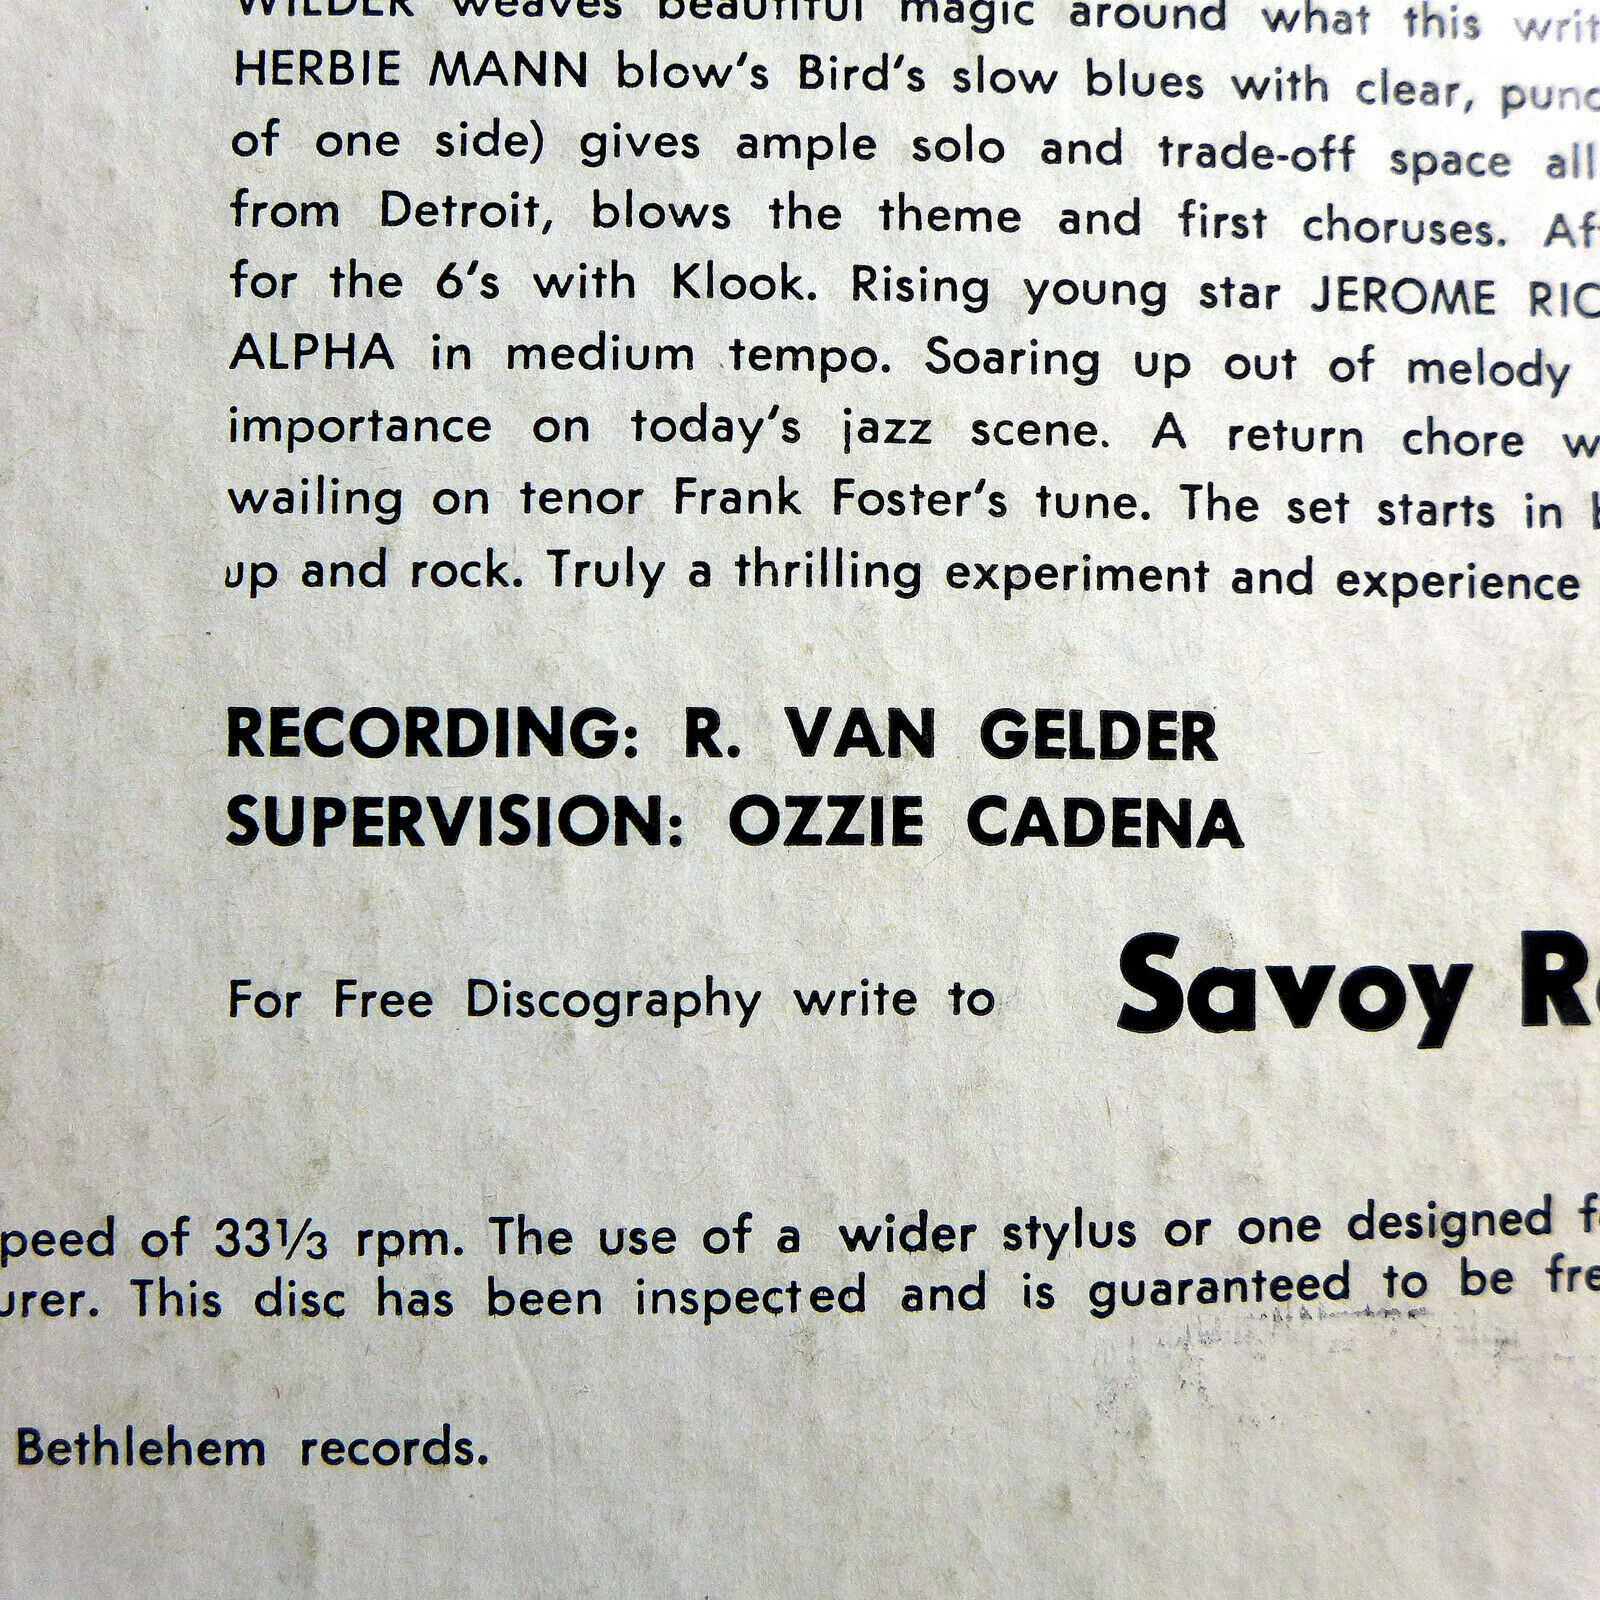 WILDER weaves beautiful magic around what this
HERBIE MANN blow's Bird's slow blues with clear,
of one side) gives ample solo and trade-off space all
from Detroit, blows the theme and first choruses.
for the 6's with Klook. Rising young star JEROME RIC
ALPHA in medium tempo. Soaring up out of melody
importance on today's jazz scene. A return chore w
wailing on tenor Frank Foster's tune. The set starts in
up and rock. Truly a thrilling experiment and experience
RECORDING: R. VAN GELDER
SUPERVISION: OZZIE CADENA
For Free Discography write to Savoy Re
peed of 33⅓ rpm. The use of a wider stylus or one designed
urer. This disc has been inspected and is guaranteed to be fre
Bethlehem records.